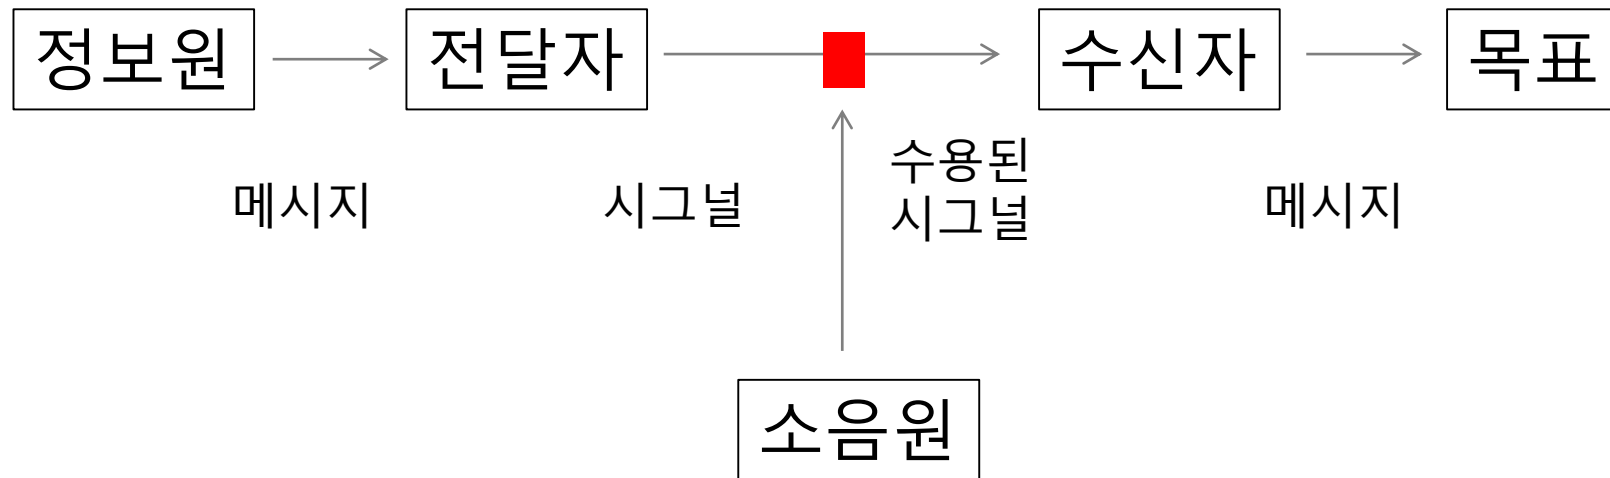 정보원
전달자
수신자
목표
메시지
시그널
수용된
시그널
메시지
소음원